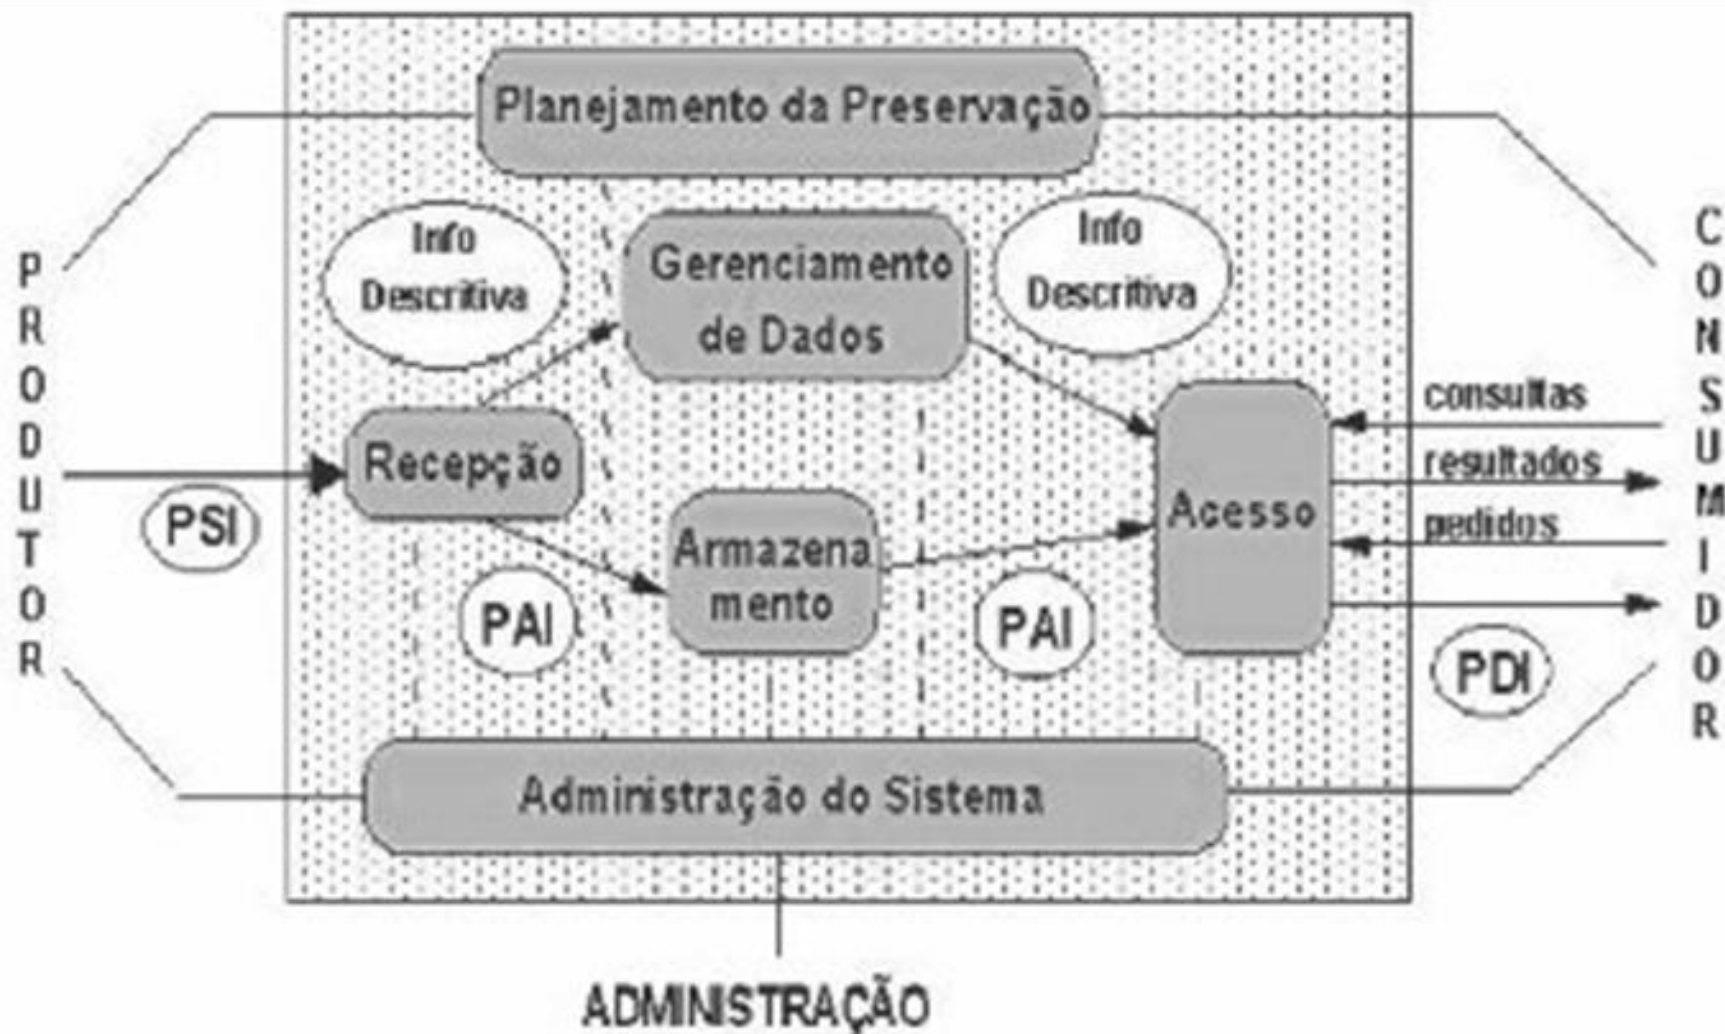 Planejamento da Preservação
PRODUTOR
Info
Descritiva
Gerenciamento
de Dados
Info
Descritiva
CONSUMIDOR
Recepção
PSI
PAI
Armazena
mento
PAI
Acesso
consultas
resultados
pedidos
PDI
Administração do Sistema
ADMINISTRAÇÃO